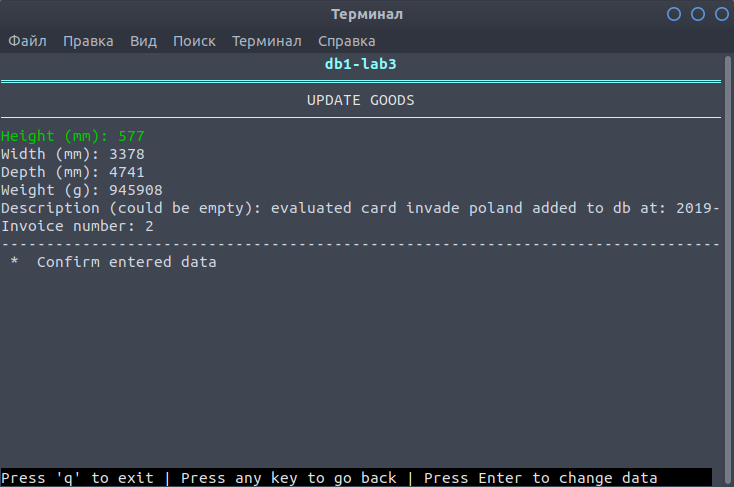 Терминал
Файл Правка Вид Поиск Терминал Справка
db1-lab3
UPDATE GOODS
Height (mm): 577
Width (mm): 3378
Depth (mm): 4741
Weight (g): 945908
Description (could be empty): evaluated card invade poland added to db at: 2019-
Invoice number: 2
--------------------------------------------------------------------------------
* Confirm entered data
Press 'q' to exit | Press any key to go back | Press Enter to change data